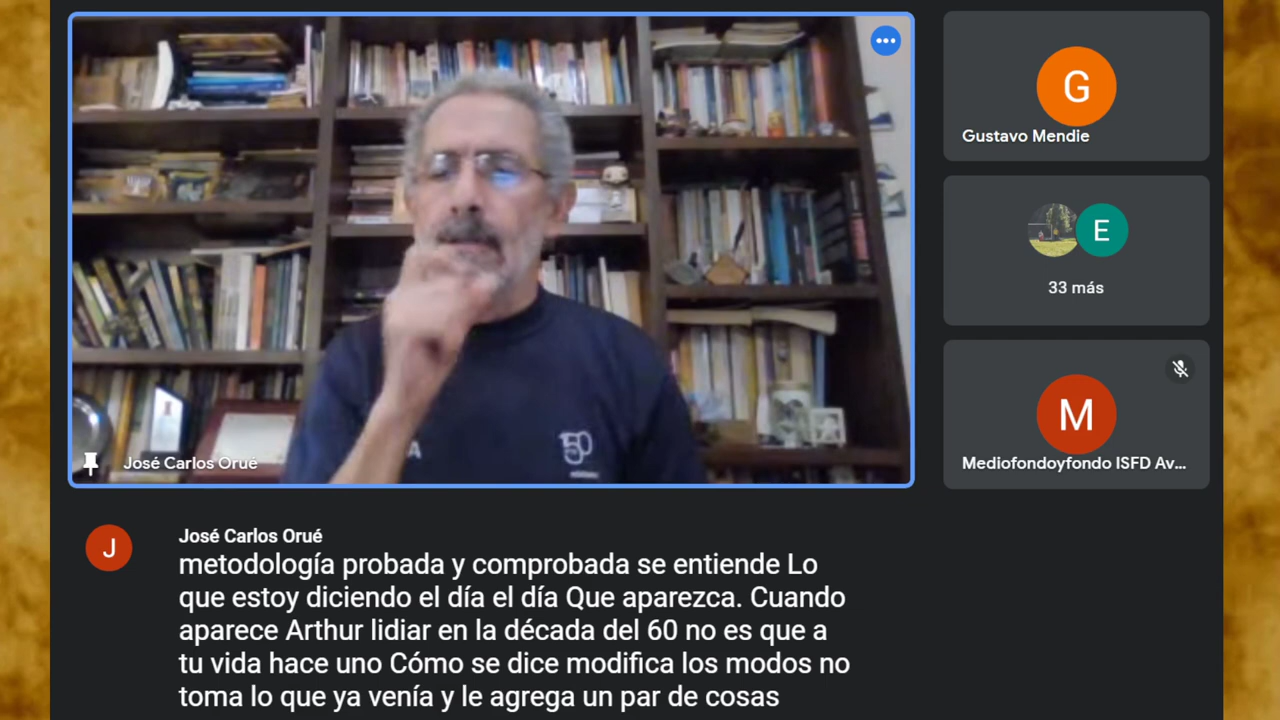 G
Gustavo Mendie
E
33 más
M
Mediofondoyfondo ISFD Av...
50
José Carlos Orué
J
José Carlos Orué
metodología probada y comprobada se entiende Lo
que estoy diciendo el día el día Que aparezca. Cuando
aparece Arthur lidiar en la década del 60 no es que a
tu vida hace uno Cómo se dice modifica los modos no
toma lo que ya venía y le agrega un par de cosas